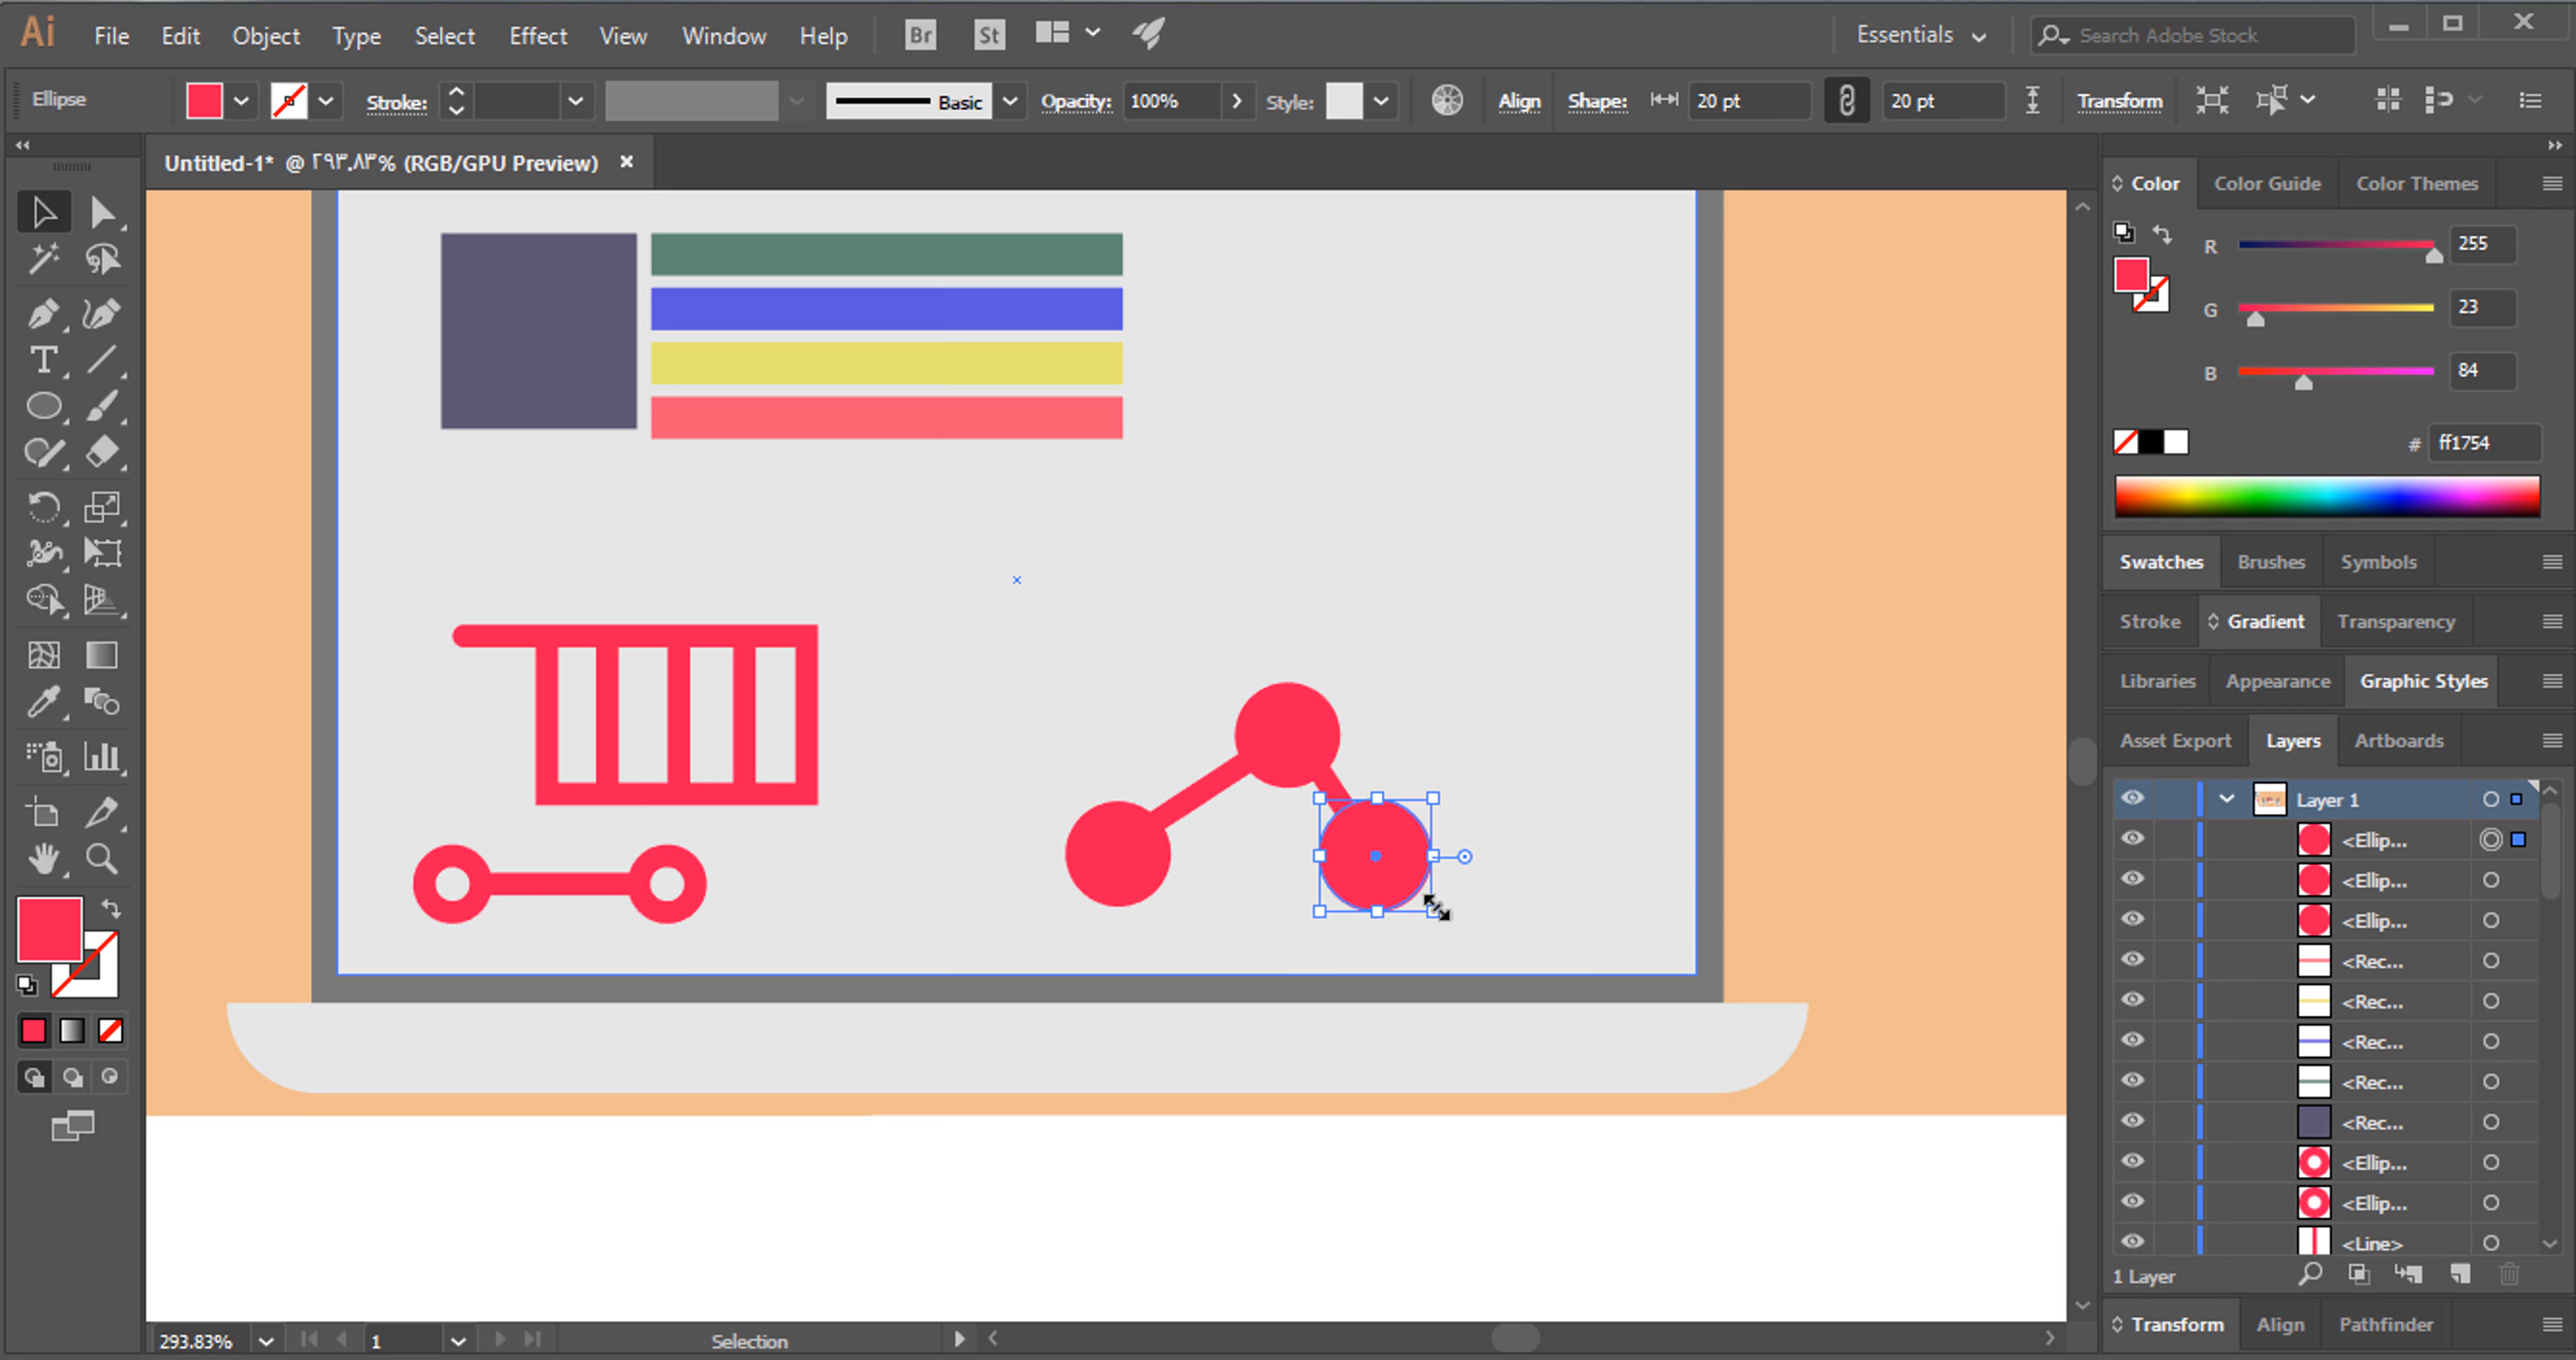 Ai File Edit Object Type Select Effect View Window Help Br St Essentials Search Adobe Stock
Ellipse Stroke: Basic Opacity: 100% Style: Align Shape: 20 pt 20 pt Transform
Untitled-1* @ ٢٩٣.٨٣% (RGB/GPU Preview)
Color Color Guide Color Themes
R 255
G 23
B 84
# ff1754
Swatches Brushes Symbols
Stroke Gradient Transparency
Libraries Appearance Graphic Styles
Asset Export Layers Artboards
Layer 1
<Ellip...
<Ellip...
<Ellip...
<Rec...
<Rec...
<Rec...
<Rec...
<Rec...
<Ellip...
<Ellip...
<Line>
1 Layer
Transform Align Pathfinder
293.83% 1 Selection